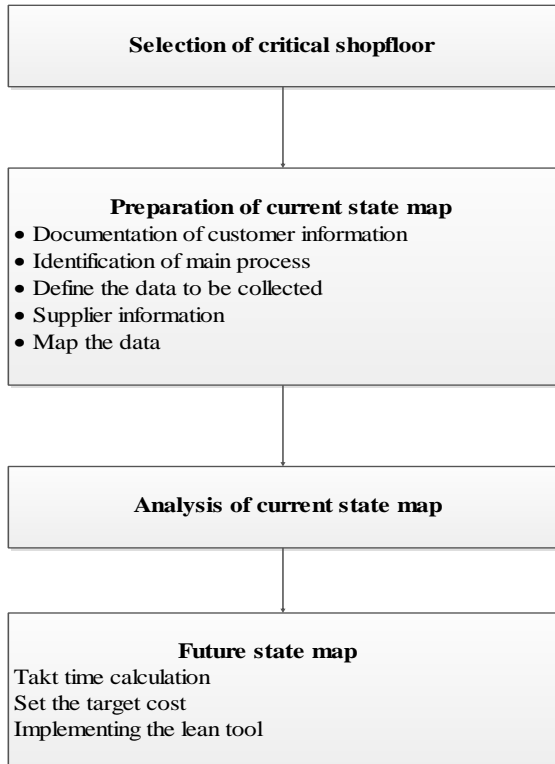 Selection of critical shopfloor
Preparation of current state map
• Documentation of customer information
• Identification of main process
• Define the data to be collected
• Supplier information
• Map the data
Analysis of current state map
Future state map
Takt time calculation
Set the target cost
Implementing the lean tool